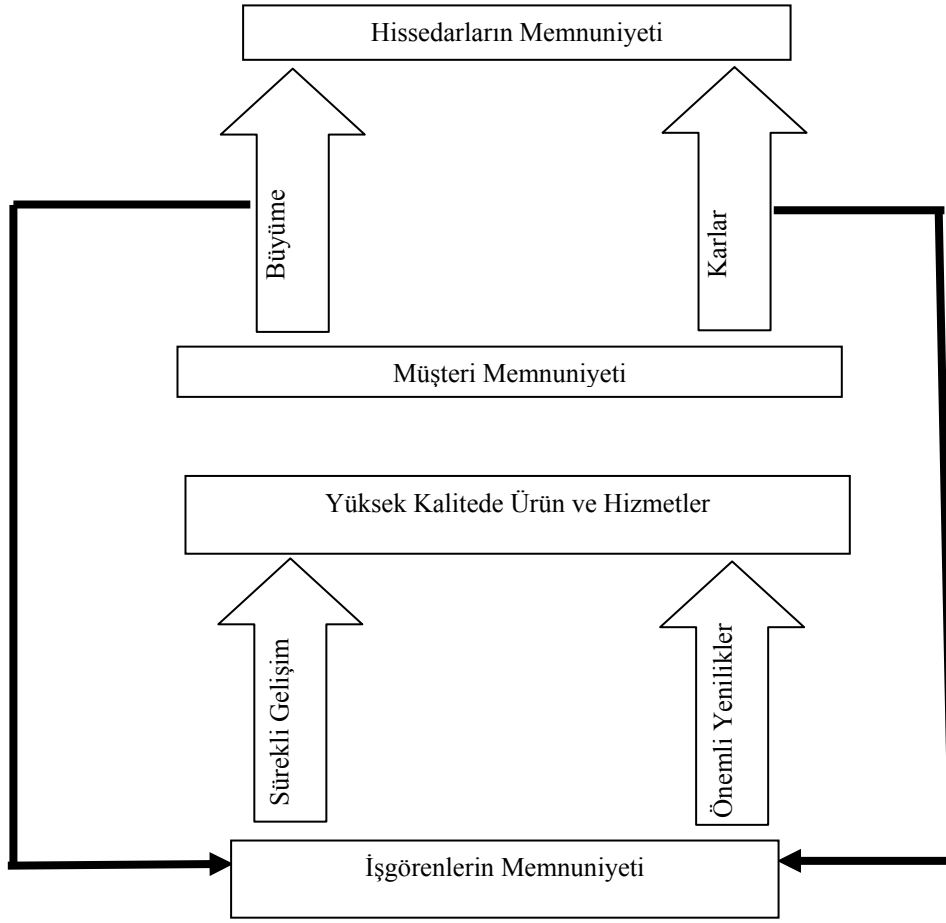 Hissedarların Memnuniyeti
Büyüme
Karlar
Müşteri Memnuniyeti
Yüksek Kalitede Ürün ve Hizmetler
Sürekli Gelişim
Önemli Yenilikler
İşgörenlerin Memnuniyeti